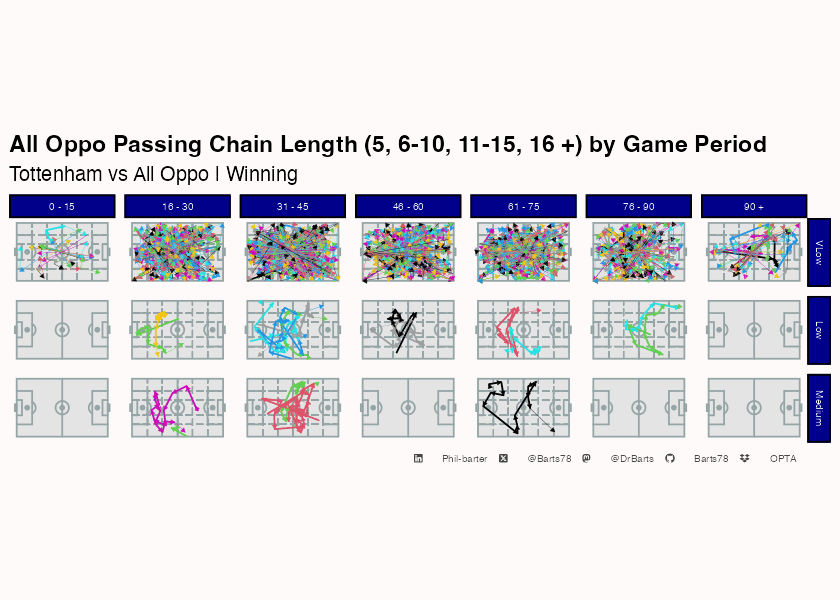 All Oppo Passing Chain Length (5, 6-10, 11-15, 16 +) by Game Period
Tottenham vs All Oppo | Winning
0 - 15 16 - 30 31 - 45 46 - 60 61 - 75 76 - 90 90 +
VLow
Low
Medium
Phil-barter @Barts78 @DrBarts Barts78 OPTA